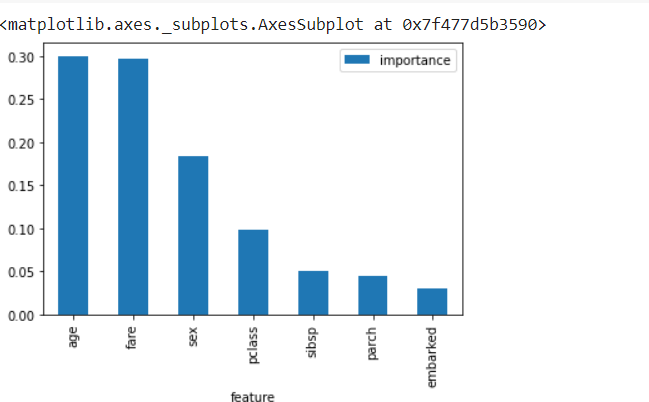 <matplotlib.axes._subplots.AxesSubplot at 0x7f477d5b3590>
importance
0.30
0.25
0.20
0.15
0.10
0.05
0.00
age
fare
sex
pclass
sibsp
parch
embarked
feature